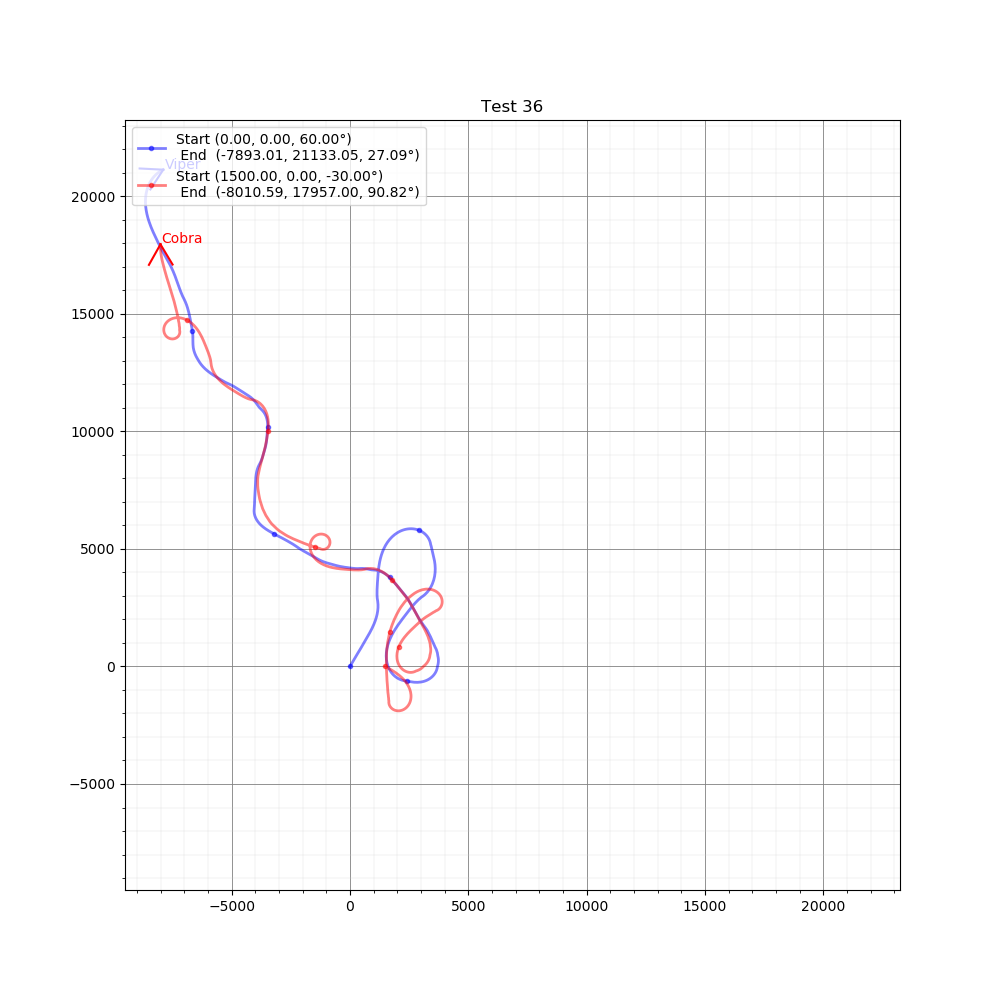 Test 36
Start (0.00, 0.00, 60.00°)
End (-7893.01, 21133.05, 27.09°)
Viper
Start (1500.00, 0.00, -30.00°)
End (-8010.59, 17957.00, 90.82°)
20000
Cobra
15000
10000
5000
0
−5000
−5000 0 5000 10000 15000 20000